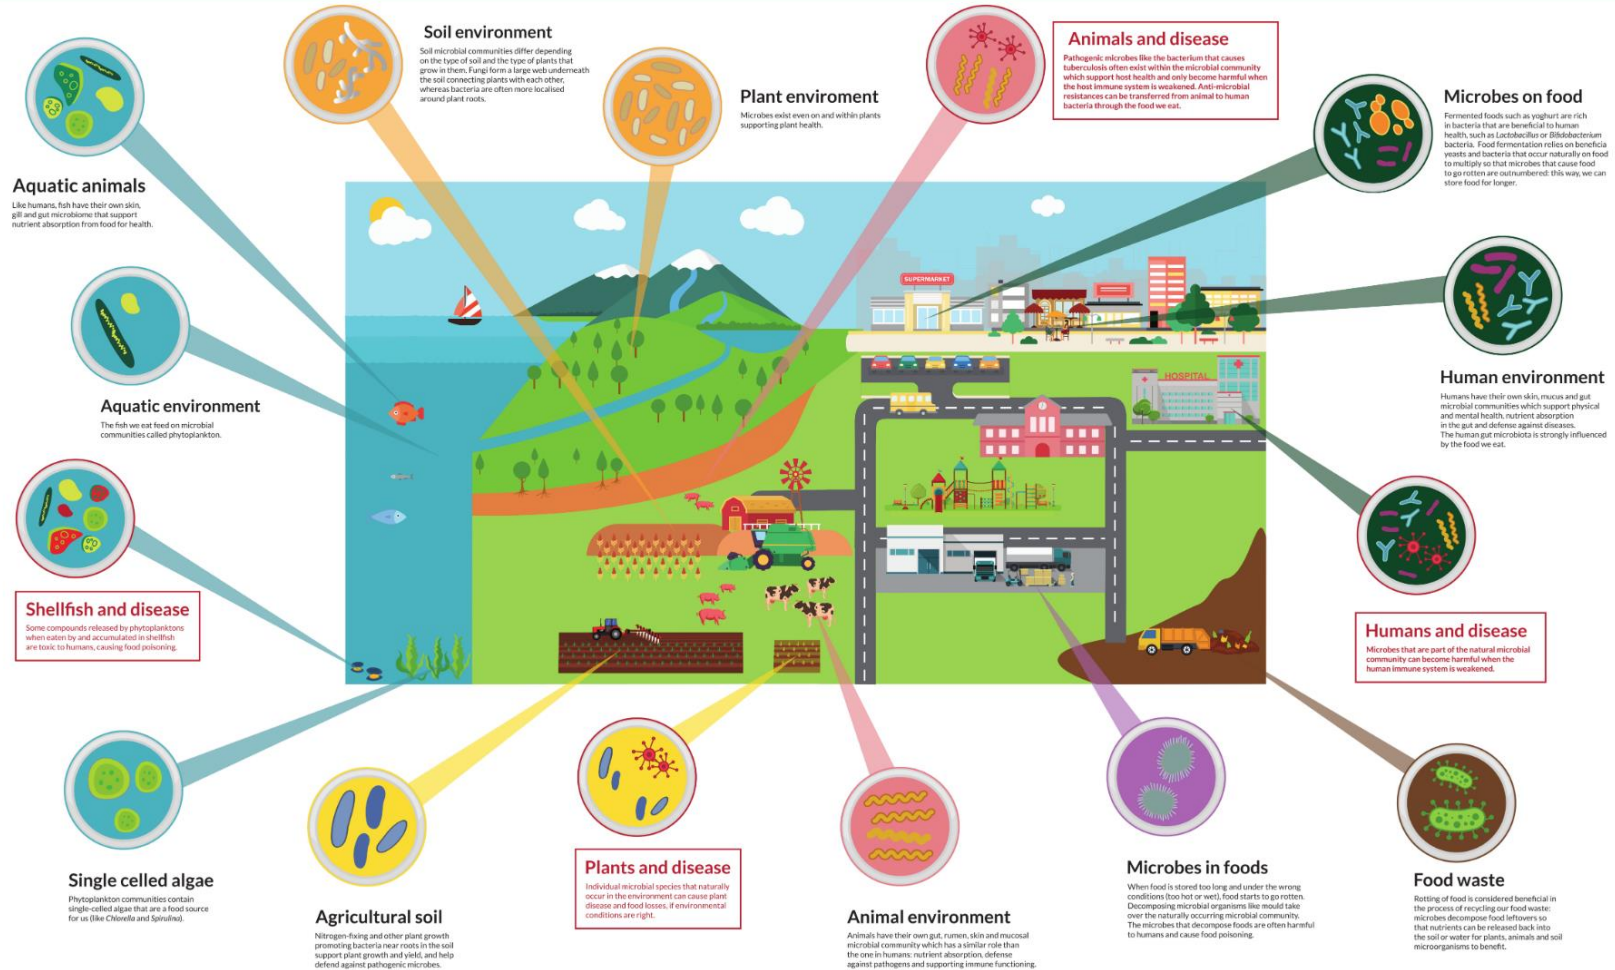 Soil environment
Soil microbial communities differ depending
on the type of soil and the type of plants that
grow in them. Fungi form a large web underneath
the soil connecting plants with each other,
whereas bacteria are often more localised
around plant roots.
Plant enviroment
Microbes exist even on and within plants
supporting plant health.
Animals and disease
Pathogenic microbes like the bacterium that causes
tuberculosis often exist within the microbial community
which support host health and only become harmful when
the host immune system is weakened. Anti-microbial
resistances can be transferred from animal to human
bacteria through the food we eat.
Microbes on food
Fermented foods such as yoghurt are rich
in bacteria that are beneficial to human
health, such as Lactobacillus or Bifidobacterium
bacteria. Food fermentation relies on beneficia
yeasts and bacteria that occur naturally on food
to multiply so that microbes that cause food
to go rotten are outnumbered: this way, we can
store food for longer.
Aquatic animals
Like humans, fish have their own skin,
gill and gut microbiome that support
nutrient absorption from food for health.
SUPERMARKET
HOSPITAL
Aquatic environment
The fish we eat feed on microbial
communities called phytoplankton.
Human environment
Humans have their own skin, mucus and gut
microbial communities which support physical
and mental health, nutrient absorption
in the gut and defense against diseases.
The human gut microbiota is strongly influenced
by the food we eat.
Shellfish and disease
Some compounds released by phytoplanktons
when eaten by and accumulated in shellfish
are toxic to humans, causing food poisoning.
Humans and disease
Microbes that are part of the natural microbial
community can become harmful when the
human immune system is weakened.
Single celled algae
Phytoplankton communities contain
single-celled algae that are a food source
for us (like Chlorella and Spirulina).
Agricultural soil
Nitrogen-fixing and other plant growth
promoting bacteria near roots in the soil
support plant growth and yield, and help
defend against pathogenic microbes.
Plants and disease
Individual microbial species that naturally
occur in the environment can cause plant
disease and food losses, if environmental
conditions are right.
Animal environment
Animals have their own gut, rumen, skin and mucosal
microbial community which has a similar role than
the one in humans: nutrient absorption, defense
against pathogens and supporting immune functioning.
Microbes in foods
When food is stored too long and under the wrong
conditions (too hot or wet), food starts to go rotten.
Decomposing microbial organisms like mould take
over the naturally occurring microbial community.
The microbes that decompose foods are often harmful
to humans and cause food poisoning.
Food waste
Rotting of food is considered beneficial in
the process of recycling our food waste:
microbes decompose food leftovers so
that nutrients can be released back into
the soil or water for plants, animals and soil
microorganisms to benefit.